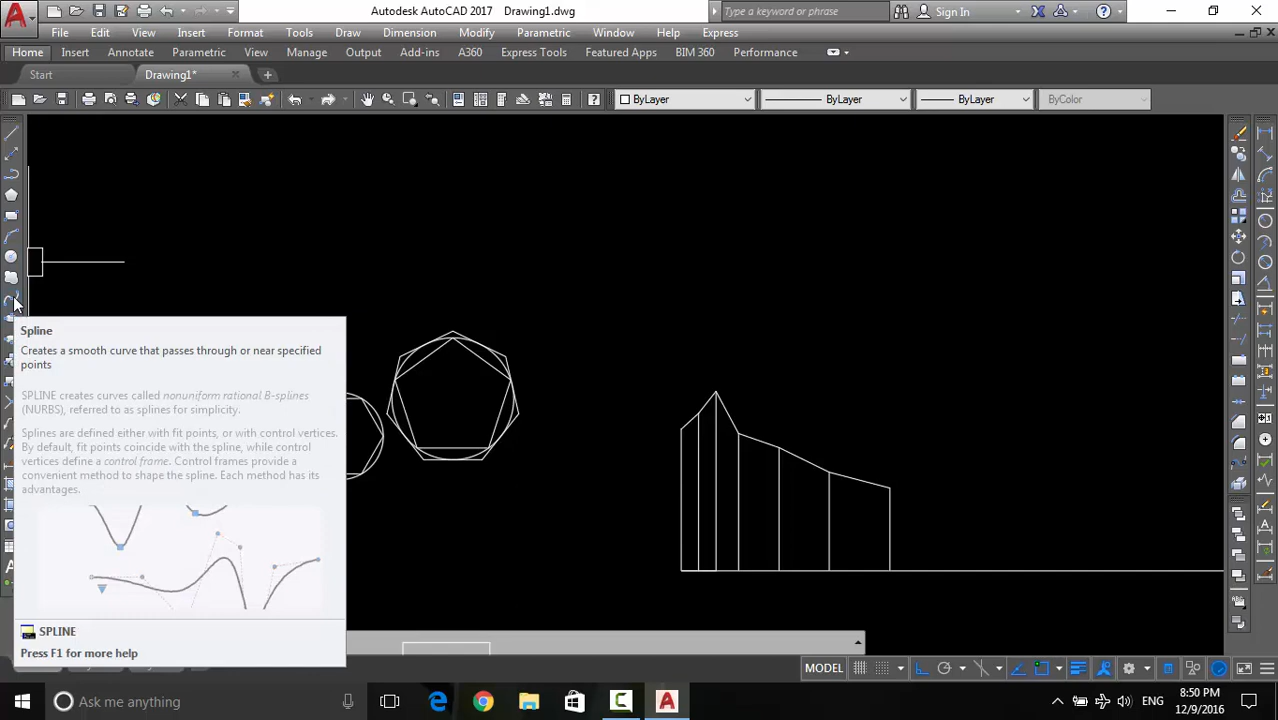 Autodesk AutoCAD 2017 Drawing1.dwg
Type a keyword or phrase
Sign In
File Edit View Insert Format Tools Draw Dimension Modify Parametric Window Help Express
Home Insert Annotate Parametric View Manage Output Add-ins A360 Express Tools Featured Apps BIM 360 Performance
Start Drawing1*
ByLayer ByLayer ByLayer ByColor
Spline
Creates a smooth curve that passes through or near specified
points
SPLINE creates curves called nonuniform rational B-splines
(NURBS), referred to as splines for simplicity.
Splines are defined either with fit points, or with control vertices.
By default, fit points coincide with the spline, while control
vertices define a control frame. Control frames provide a
convenient method to shape the spline. Each method has its
advantages.
SPLINE
Press F1 for more help
MODEL
Ask me anything
ENG
8:50 PM
12/9/2016